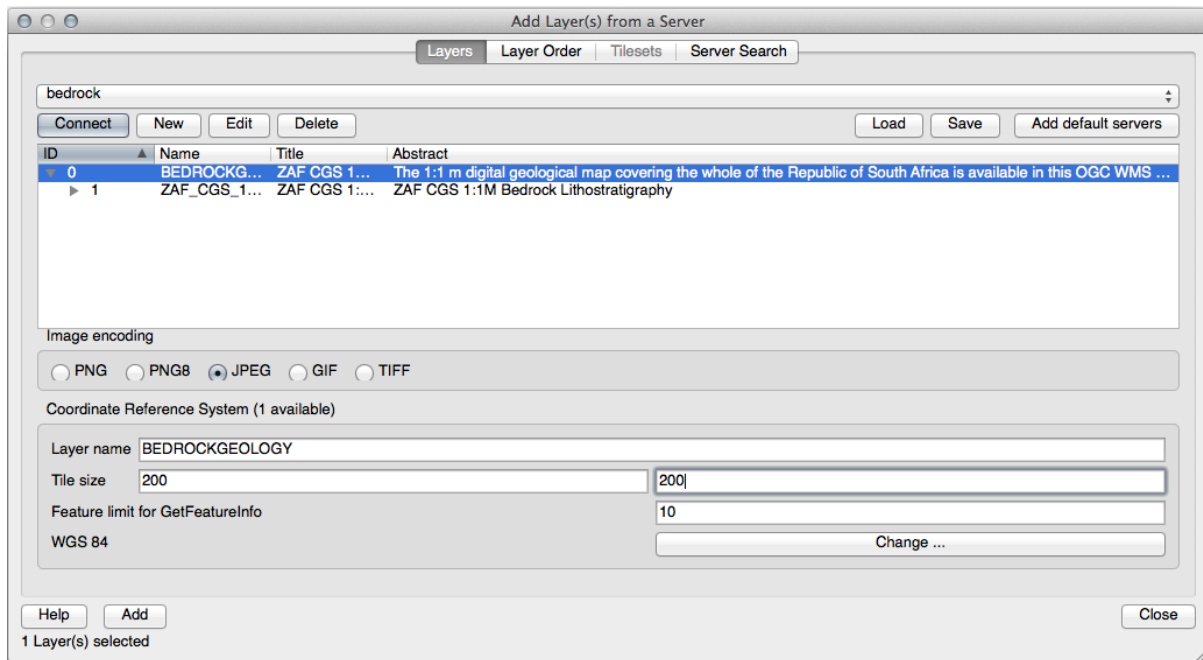 Add Layer(s) from a Server
Layers Layer Order Tilesets Server Search
bedrock
Connect New Edit Delete Load Save Add default servers
ID Name Title Abstract
0 BEDROCKG... ZAF CGS 1... The 1:1 m digital geological map covering the whole of the Republic of South Africa is available in this OGC WMS ...
1 ZAF_CGS_1... ZAF CGS 1:... ZAF CGS 1:1M Bedrock Lithostratigraphy
Image encoding
PNG PNG8 JPEG GIF TIFF
Coordinate Reference System (1 available)
Layer name BEDROCKGEOLOGY
Tile size 200 200
Feature limit for GetFeatureInfo 10
WGS 84 Change ...
Help Add Close
1 Layer(s) selected